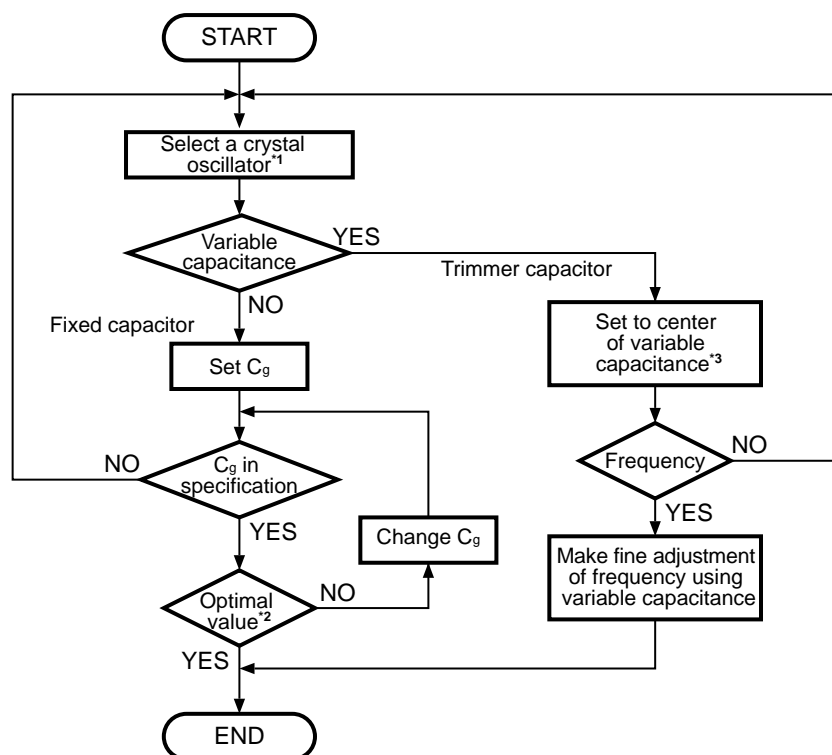 START
Select a crystal
oscillator*1
Variable
capacitance
YES
Trimmer capacitor
NO
Fixed capacitor
Set to center
of variable
capacitance*3
Set Cg
Frequency
NO
NO
Cg in
specification
YES
YES
Change Cg
Make fine adjustment
of frequency using
variable capacitance
Optimal
value*2
NO
YES
END